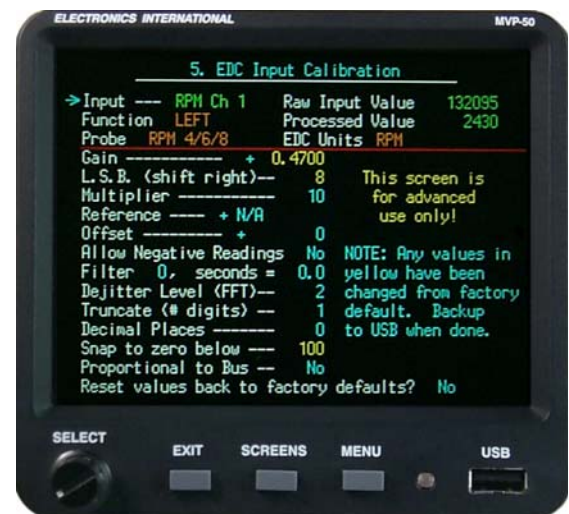 ELECTRONICS INTERNATIONAL MVP-50
5. EDC Input Calibration
→Input --- RPM Ch 1 Raw Input Value 132095
Function LEFT Processed Value 2430
Probe RPM 4/6/8 EDC Units RPM
Gain ------------ + 0.4700
L.S.B. (shift right)-- 8 This screen is
Multiplier ---------- 10 for advanced
Reference ---- + N/A use only!
Offset --------- + 0
Allow Negative Readings No NOTE: Any values in
Filter 0, seconds = 0.0 yellow have been
Dejitter Level (FFT)-- 2 changed from factory
Truncate (# digits) -- 1 default. Backup
Decimal Places ------- 0 to USB when done.
Snap to zero below --- 100
Proportional to Bus -- No
Reset values back to factory defaults? No
SELECT EXIT SCREENS MENU USB